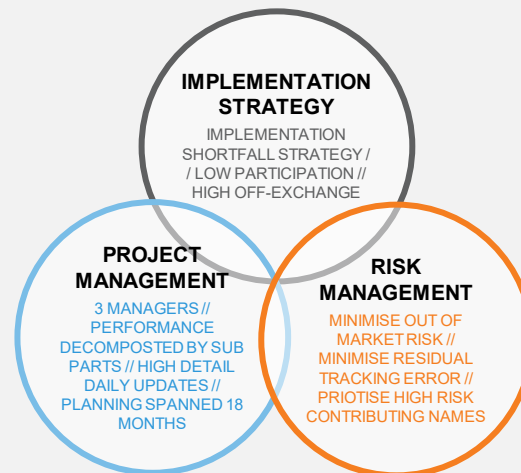 IMPLEMENTATION
STRATEGY
IMPLEMENTATION
SHORTFALL STRATEGY /
/ LOW PARTICIPATION //
HIGH OFF-EXCHANGE
PROJECT
MANAGEMENT
3 MANAGERS //
PERFORMANCE
DECOMPOSTED BY SUB
PARTS // HIGH DETAIL
DAILY UPDATES //
PLANNING SPANNED 18
MONTHS
RISK
MANAGEMENT
MINIMISE OUT OF
MARKET RISK //
MINIMISE RESIDUAL
TRACKING ERROR //
PRIOTISE HIGH RISK
CONTRIBUTING NAMES